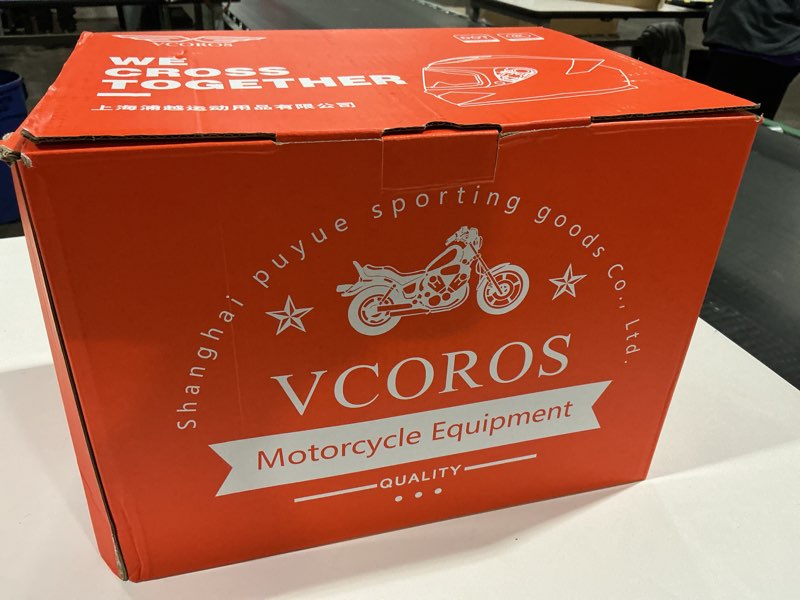 VCOROS
WE
CROSS
TOGETHER
上海浦越运动用品有限公司
Shanghai puyue sporting goods Co., Ltd.
VCOROS
Motorcycle Equipment
QUALITY